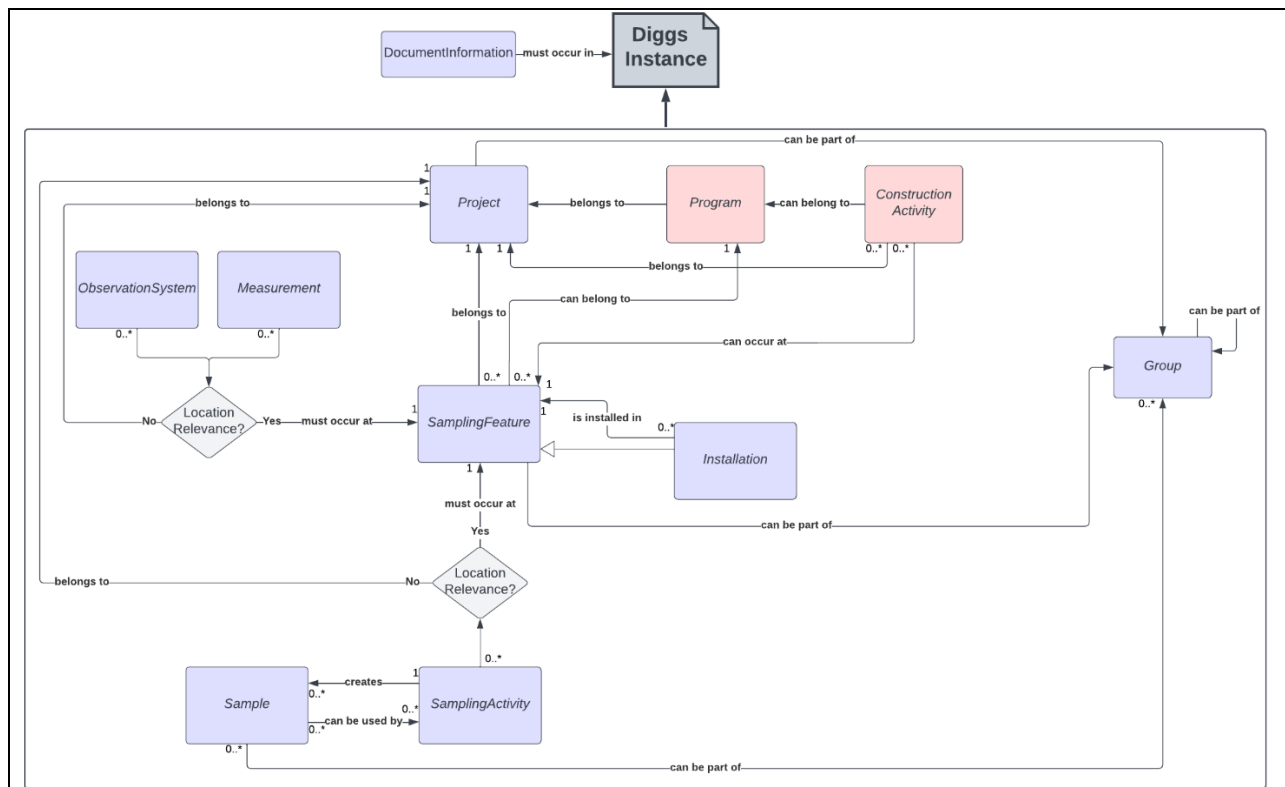 Diggs
Instance
DocumentInformation
must occur in
can be part of
1
1
belongs to
Project
belongs to
Program
can belong to
Construction
Activity
1
1
1
0..*
0..*
belongs to
ObservationSystem
Measurement
can belong to
belongs to
can be part of
0..*
0..*
can occur at
Group
0..*
0..*
0..*
1
Location
Relevance?
No
Yes
must occur at
1
SamplingFeature
1
is installed in
0..*
Installation
1
must occur at
can be part of
Yes
belongs to
No
Location
Relevance?
0..*
Sample
creates
1
0..*
0..*
SamplingActivity
can be used by
0..*
0..*
can be part of